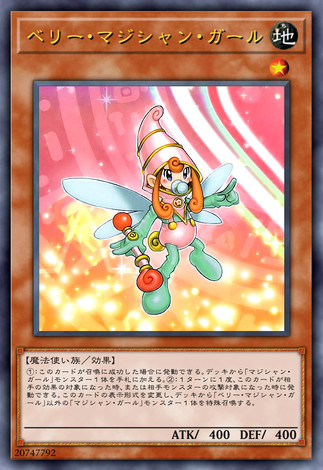 ベリー・マジシャン・ガール
地
【魔法使い族／効果】
①：このカードが召喚に成功した場合に発動できる。デッキから「マジシャン・
ガール」モンスター１体を手札に加える。②：１ターンに１度、このカードが相手
の効果の対象になった時、または相手モンスターの攻撃対象になった時に発
動できる。このカードの表示形式を変更し、デッキから「ベリー・マジシャン・ガー
ル」以外の「マジシャン・ガール」モンスター１体を特殊召喚する。
ATK/ 400 DEF/ 400
20747792